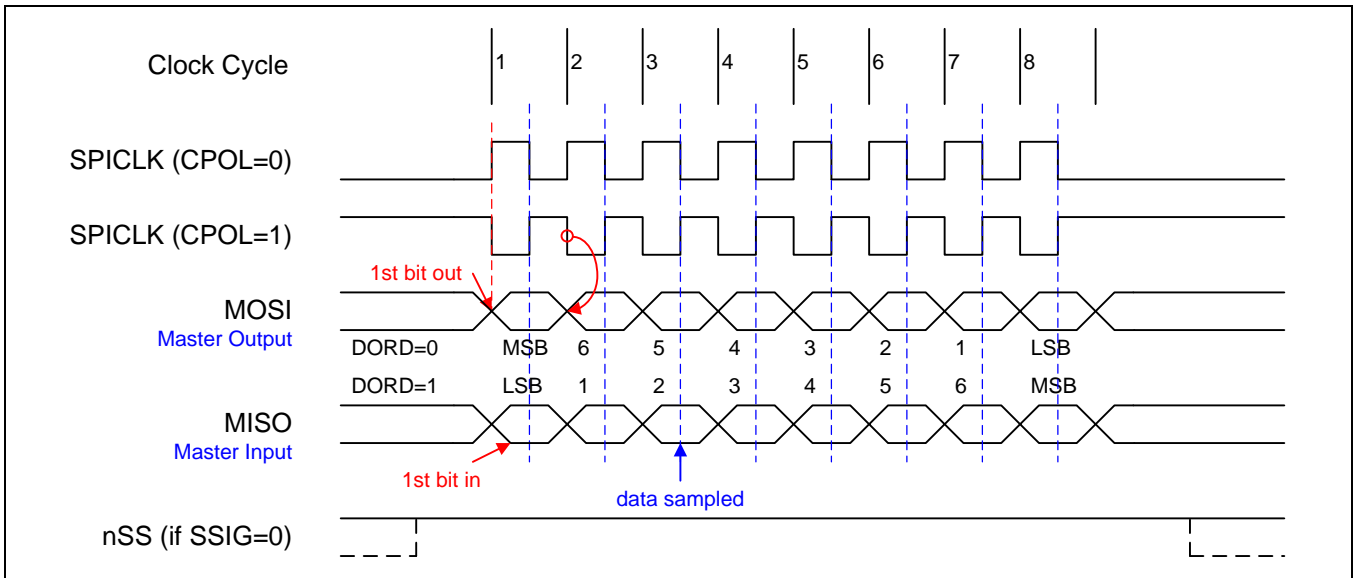 Clock Cycle 1 2 3 4 5 6 7 8
SPICLK (CPOL=0)
SPICLK (CPOL=1)
1st bit out
MOSI
Master Output
DORD=0 MSB 6 5 4 3 2 1 LSB
DORD=1 LSB 1 2 3 4 5 6 MSB
MISO
Master Input
1st bit in
data sampled
nSS (if SSIG=0)